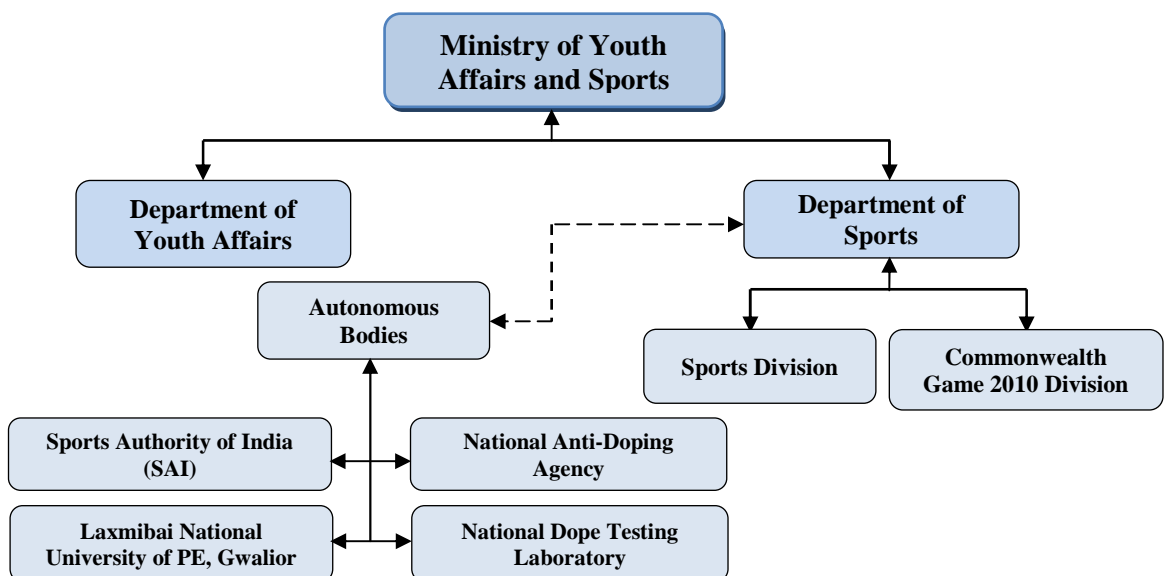 Ministry of Youth
Affairs and Sports
Department of
Youth Affairs
Department of
Sports
Autonomous
Bodies
Sports Division
Commonwealth
Game 2010 Division
Sports Authority of India
(SAI)
National Anti-Doping
Agency
Laxmibai National
University of PE, Gwalior
National Dope Testing
Laboratory